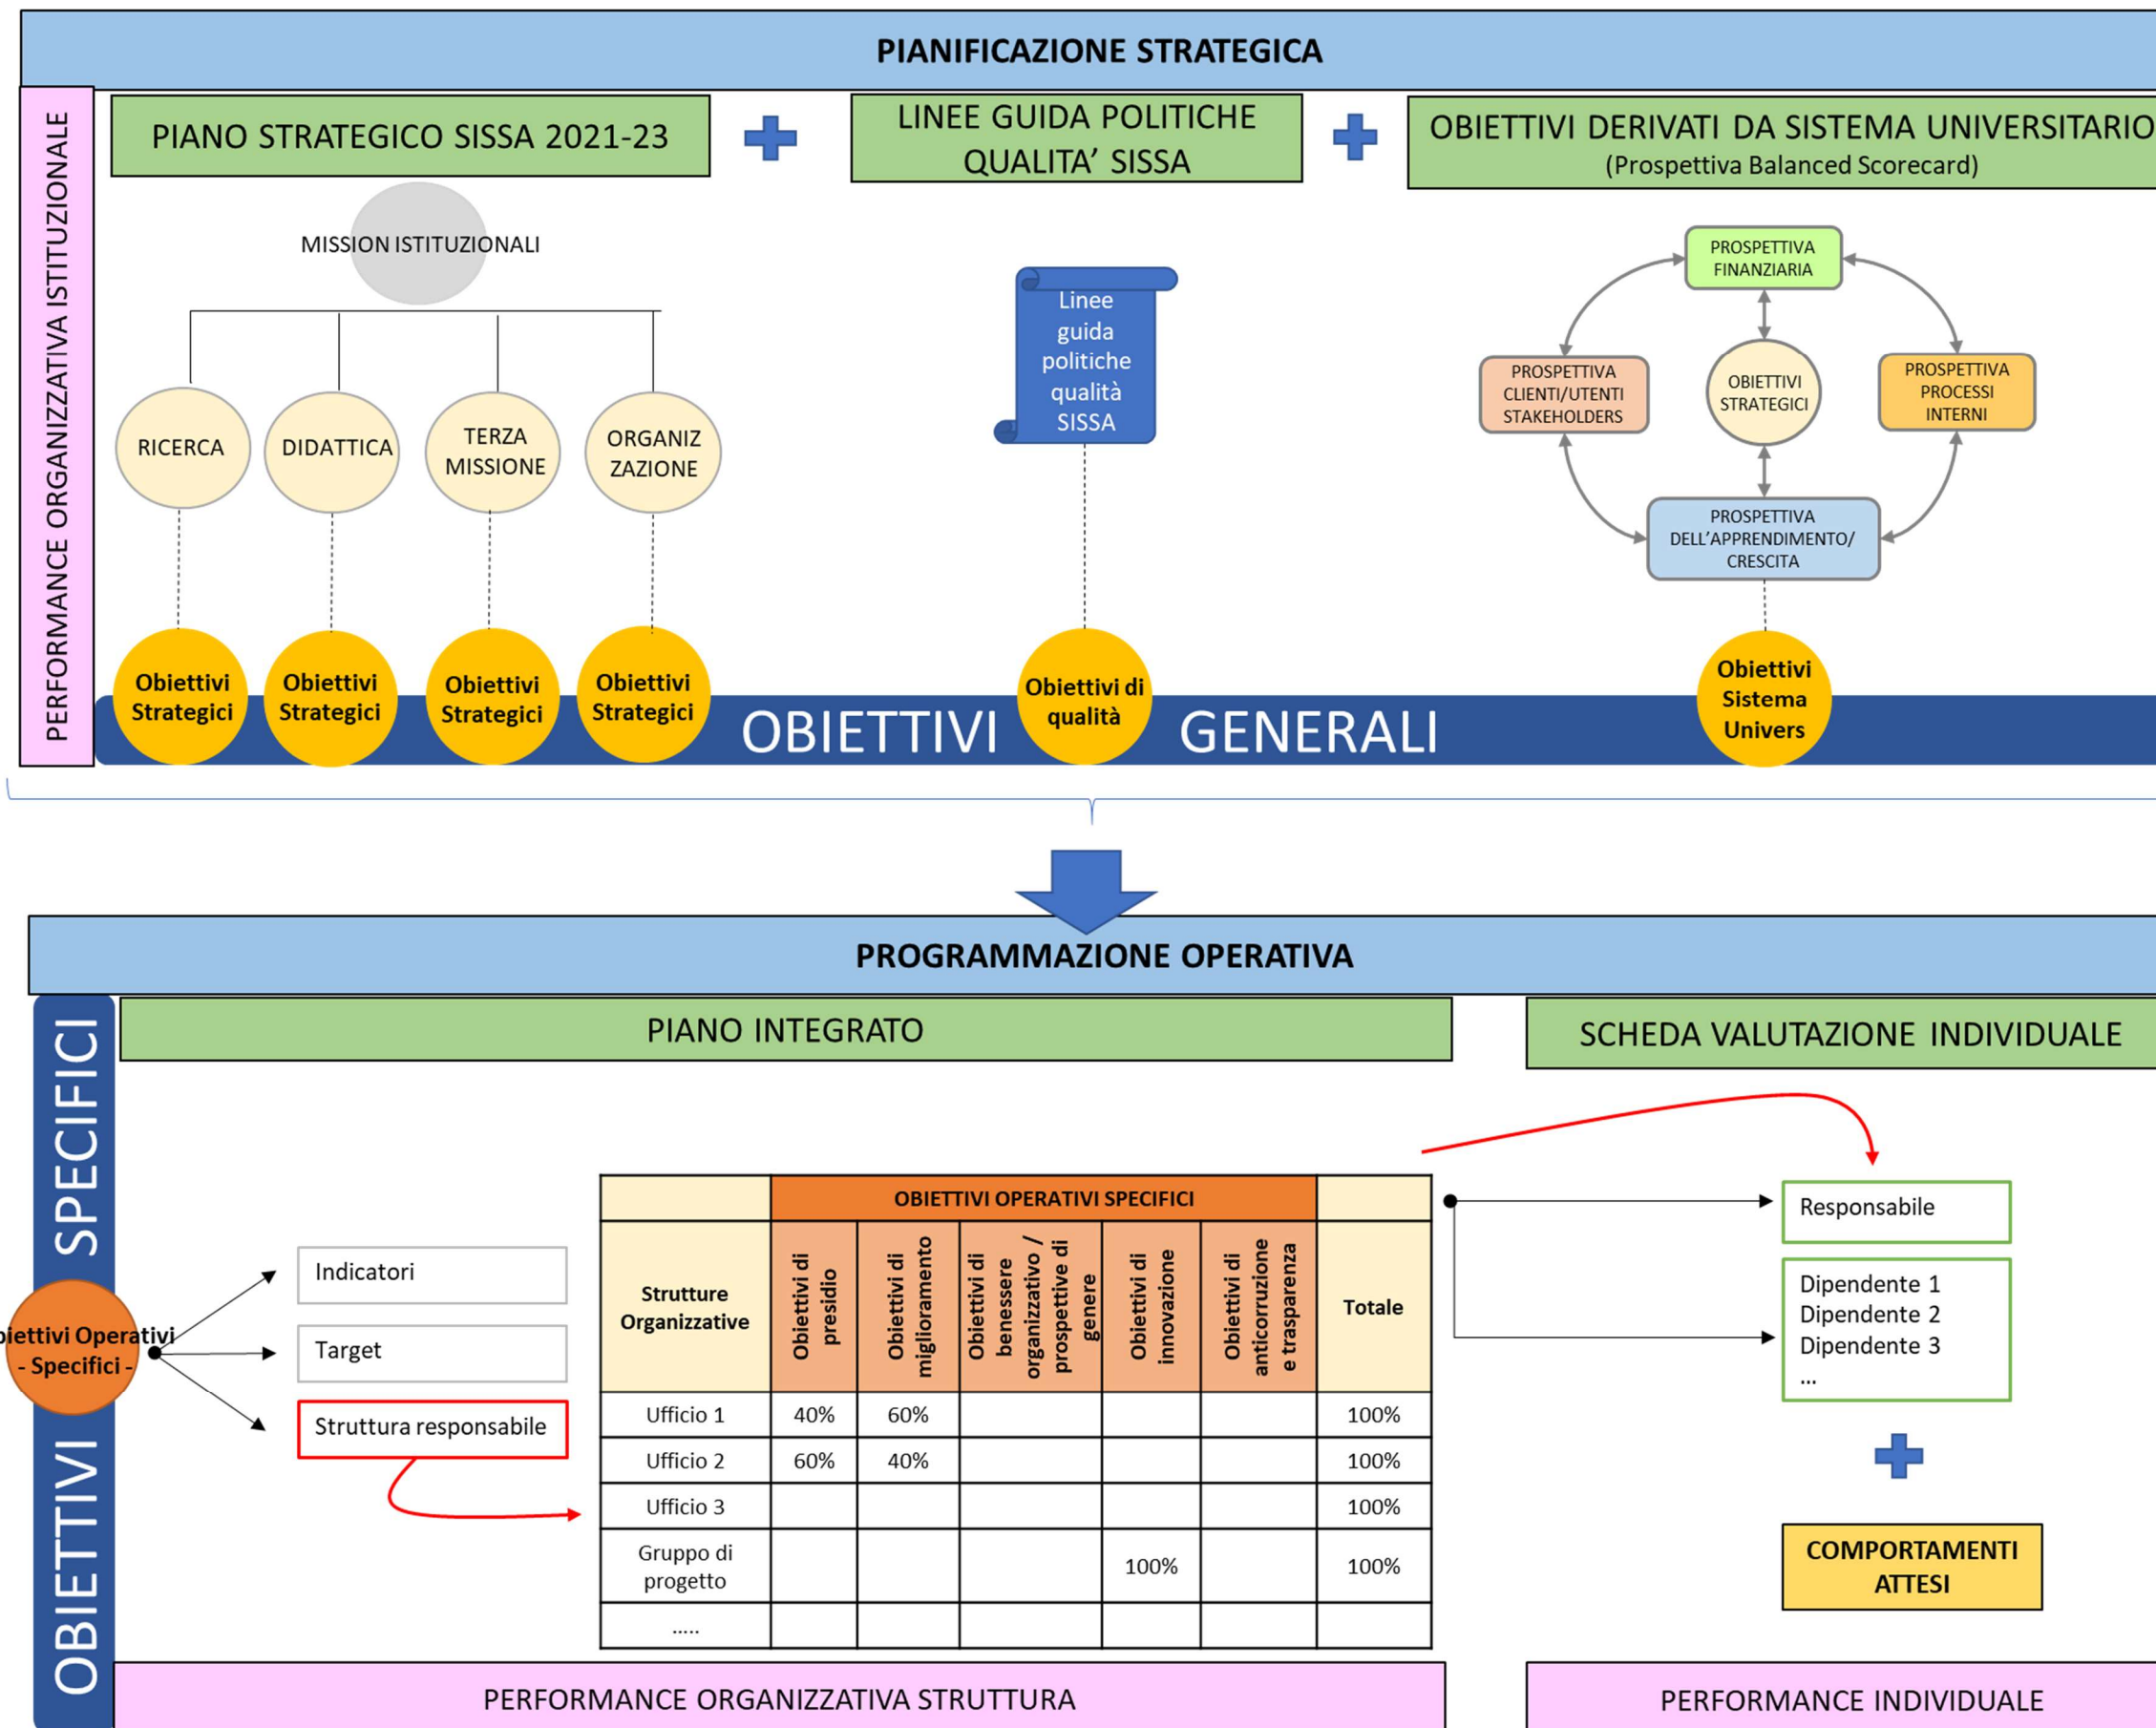 PIANIFICAZIONE STRATEGICA
PERFORMANCE ORGANIZZATIVA ISTITUZIONALE
PIANO STRATEGICO SISSA 2021-23
LINEE GUIDA POLITICHE
QUALITA’ SISSA
OBIETTIVI DERIVATI DA SISTEMA UNIVERSITARIO
(Prospettiva Balanced Scorecard)
MISSION ISTITUZIONALI
RICERCA
DIDATTICA
TERZA
MISSIONE
ORGANIZ
ZAZIONE
Linee
guida
politiche
qualità
SISSA
PROSPETTIVA
FINANZIARIA
PROSPETTIVA
CLIENTI/UTENTI
STAKEHOLDERS
OBIETTIVI
STRATEGICI
PROSPETTIVA
PROCESSI
INTERNI
PROSPETTIVA
DELL’APPRENDIMENTO/
CRESCITA
Obiettivi
Strategici
Obiettivi
Strategici
Obiettivi
Strategici
Obiettivi
Strategici
OBIETTIVI
Obiettivi di
qualità
GENERALI
Obiettivi
Sistema
Univers
PROGRAMMAZIONE OPERATIVA
OBIETTIVI SPECIFICI
PIANO INTEGRATO
SCHEDA VALUTAZIONE INDIVIDUALE
biettivi Operativi
- Specifici -
Indicatori
Target
Struttura responsabile
OBIETTIVI OPERATIVI SPECIFICI
Strutture
Organizzative
Obiettivi di
presidio
Obiettivi di
miglioramento
Obiettivi di
benessere
organizzativo /
prospettive di
genere
Obiettivi di
innovazione
Obiettivi di
anticorruzione
e trasparenza
Totale
Ufficio 1 40% 60% 100%
Ufficio 2 60% 40% 100%
Ufficio 3 100%
Gruppo di
progetto 100% 100%
.....
Responsabile
Dipendente 1
Dipendente 2
Dipendente 3
...
COMPORTAMENTI
ATTESI
PERFORMANCE ORGANIZZATIVA STRUTTURA
PERFORMANCE INDIVIDUALE